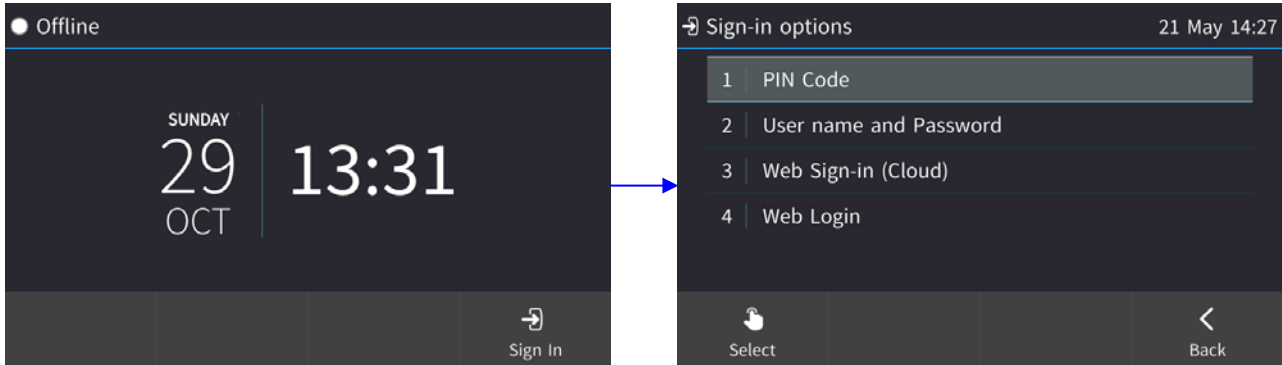 Offline
SUNDAY
29
OCT
13:31
Sign In
Sign-in options
21 May 14:27
1 PIN Code
2 User name and Password
3 Web Sign-in (Cloud)
4 Web Login
Select
Back